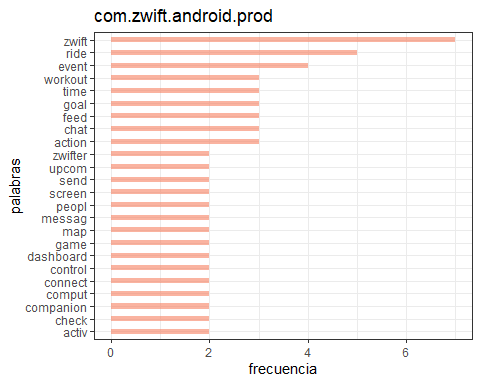 com.zwift.android.prod
palabras
zwift
ride
event
workout
time
goal
feed
chat
action
zwifter
upcom
send
screen
peopl
messag
map
game
dashboard
control
connect
comput
companion
check
activ
0 2 4 6
frecuencia